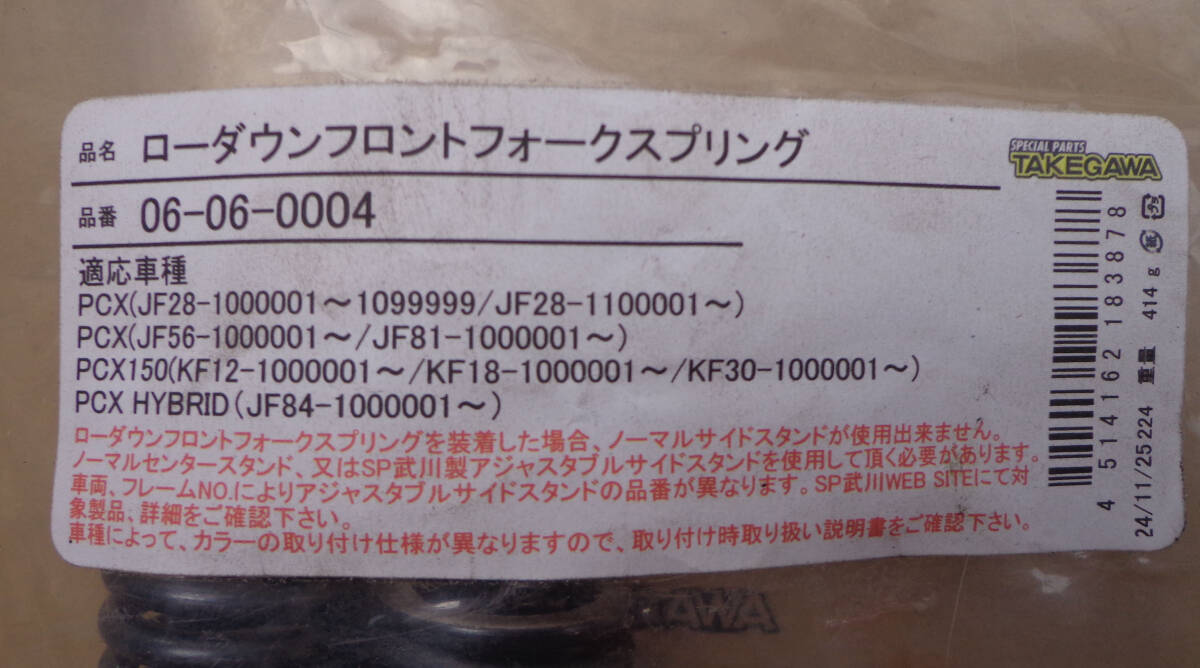 品名 ローダウンフロントフォークスプリング
SPECIAL PARTS
TAKEGAWA
品番 06-06-0004
適応車種
PCX(JF28-1000001～1099999/JF28-1100001～)
PCX(JF56-1000001～/JF81-1000001～)
PCX150(KF12-1000001～/KF18-1000001～/KF30-1000001～)
PCX HYBRID(JF84-1000001～)
ローダウンフロントフォークスプリングを装着した場合、ノーマルサイドスタンドが使用出来ません。
ノーマルセンタースタンド、又はSP武川製アジャスタブルサイドスタンドを使用して頂く必要があります。
車両、フレームNO.によりアジャスタブルサイドスタンドの品番が異なります。SP武川WEB SITEにて対
象製品、詳細をご確認下さい。
車種によって、カラーの取り付け仕様が異なりますので、取り付け時取り扱い説明書をご確認下さい。
4 514162 183878
24/11/25224 重量 414g 紙 プラ
TAWA